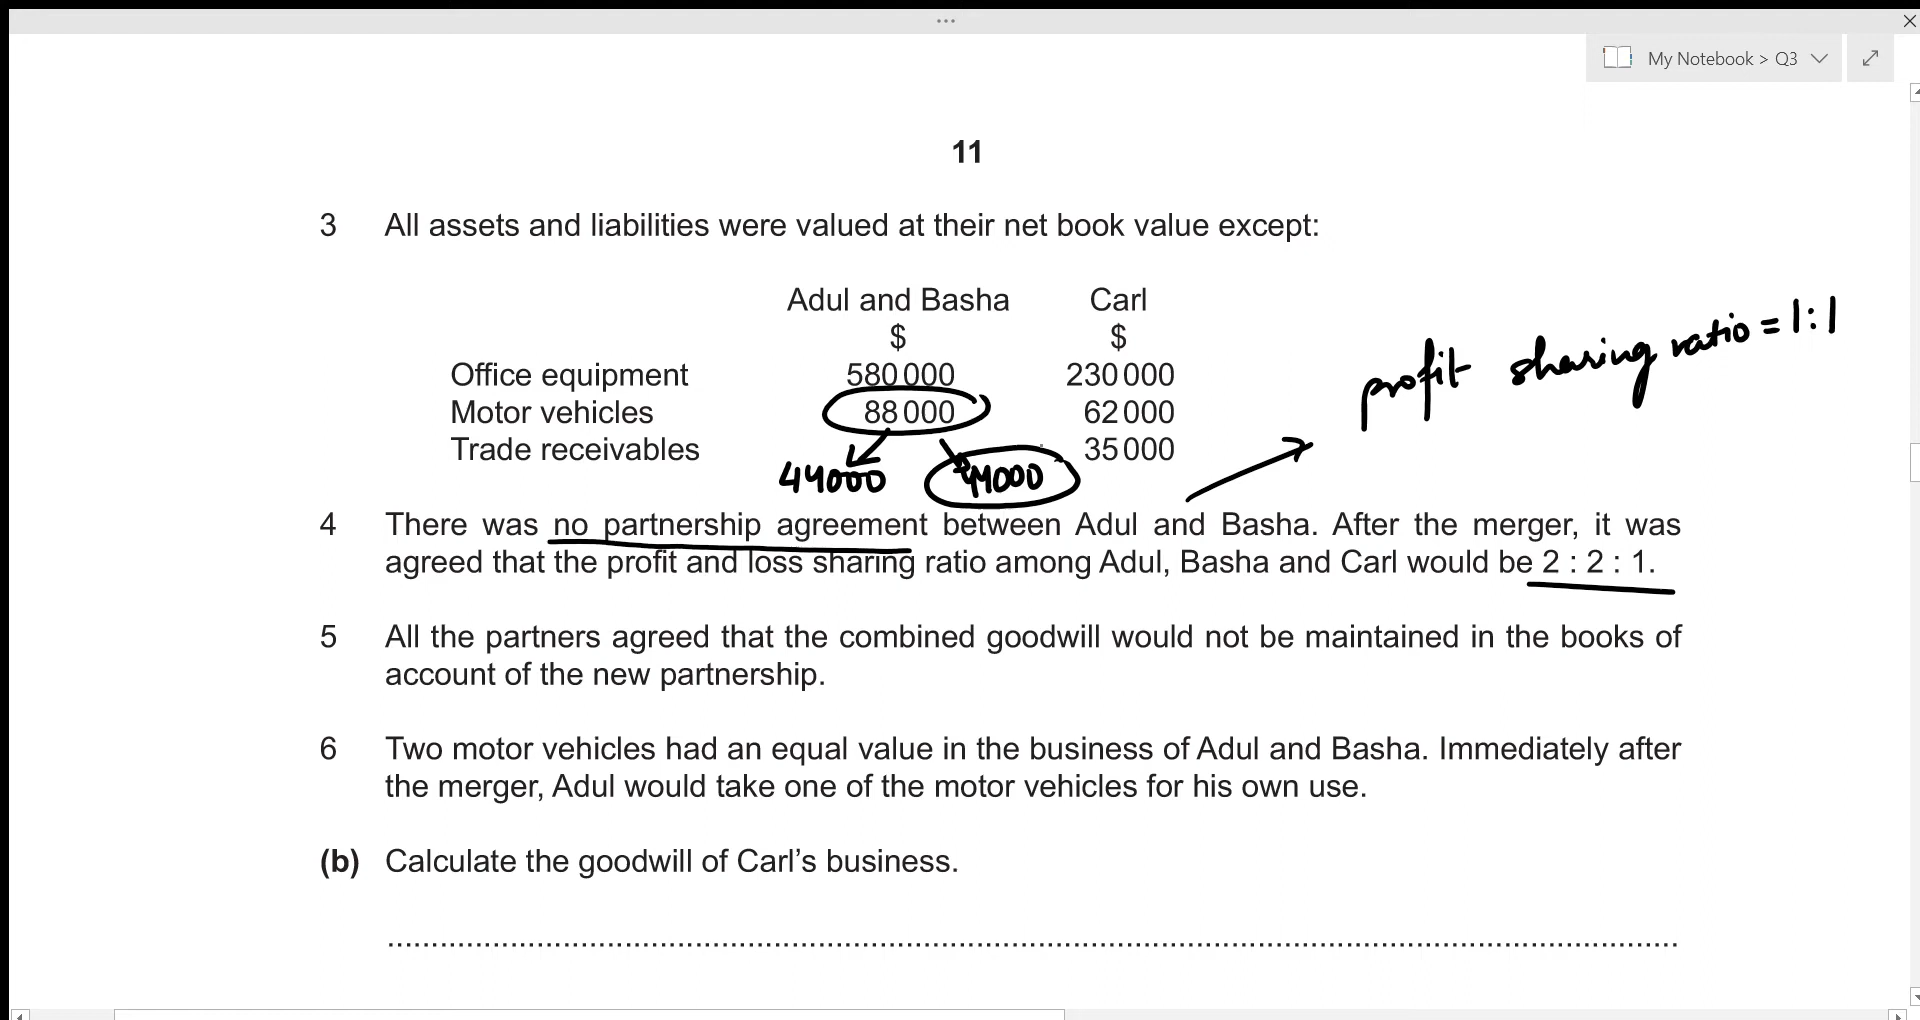 My Notebook > Q3
11
3 All assets and liabilities were valued at their net book value except:
Adul and Basha Carl
$ $
Office equipment 580 000 230 000
Motor vehicles 88 000 62 000
Trade receivables 35 000
44000 44000
profit sharing ratio = 1:1
4 There was no partnership agreement between Adul and Basha. After the merger, it was
agreed that the profit and loss sharing ratio among Adul, Basha and Carl would be 2 : 2 : 1.
5 All the partners agreed that the combined goodwill would not be maintained in the books of
account of the new partnership.
6 Two motor vehicles had an equal value in the business of Adul and Basha. Immediately after
the merger, Adul would take one of the motor vehicles for his own use.
(b) Calculate the goodwill of Carl’s business.